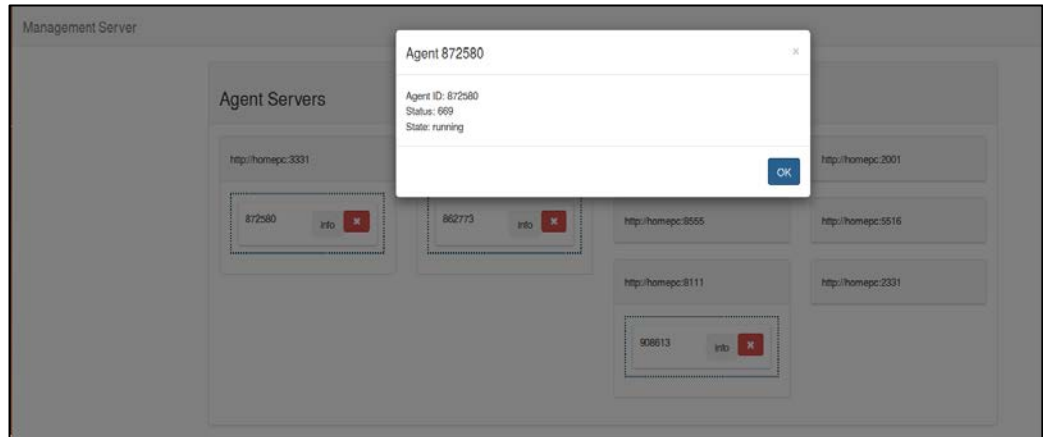 Management Server
Agent 872580
×
Agent ID: 872580
Status: 669
State: running
OK
Agent Servers
http://homepc:3331
872580 info ×
862773 info ×
http://homepc:8555
http://homepc:8111
908613 info ×
http://homepc:2001
http://homepc:5516
http://homepc:2331